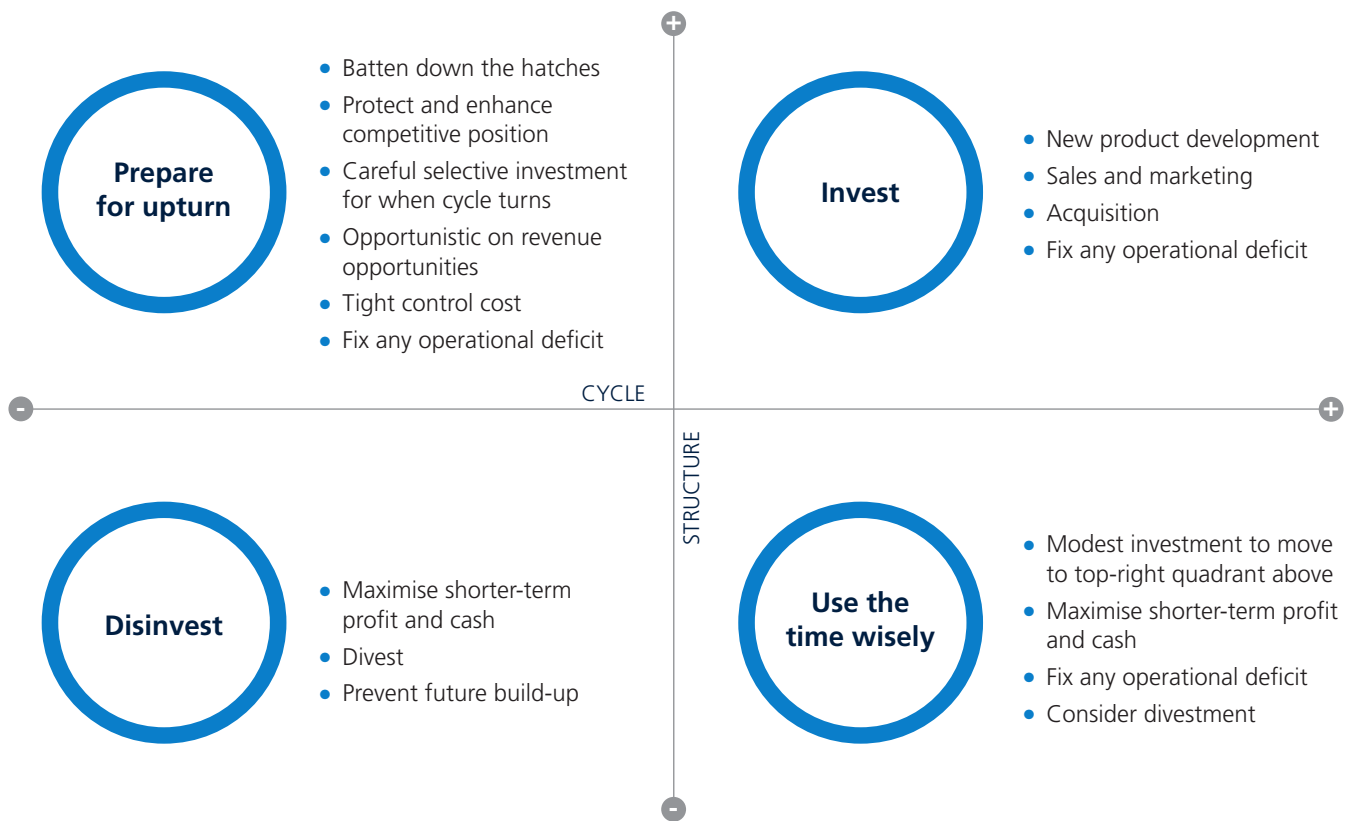 +
Prepare
for upturn
• Batten down the hatches
• Protect and enhance
competitive position
• Careful selective investment
for when cycle turns
• Opportunistic on revenue
opportunities
• Tight control cost
• Fix any operational deficit
Invest
• New product development
• Sales and marketing
• Acquisition
• Fix any operational deficit
CYCLE
-
+
STRUCTURE
Disinvest
• Maximise shorter-term
profit and cash
• Divest
• Prevent future build-up
Use the
time wisely
• Modest investment to move
to top-right quadrant above
• Maximise shorter-term profit
and cash
• Fix any operational deficit
• Consider divestment
-